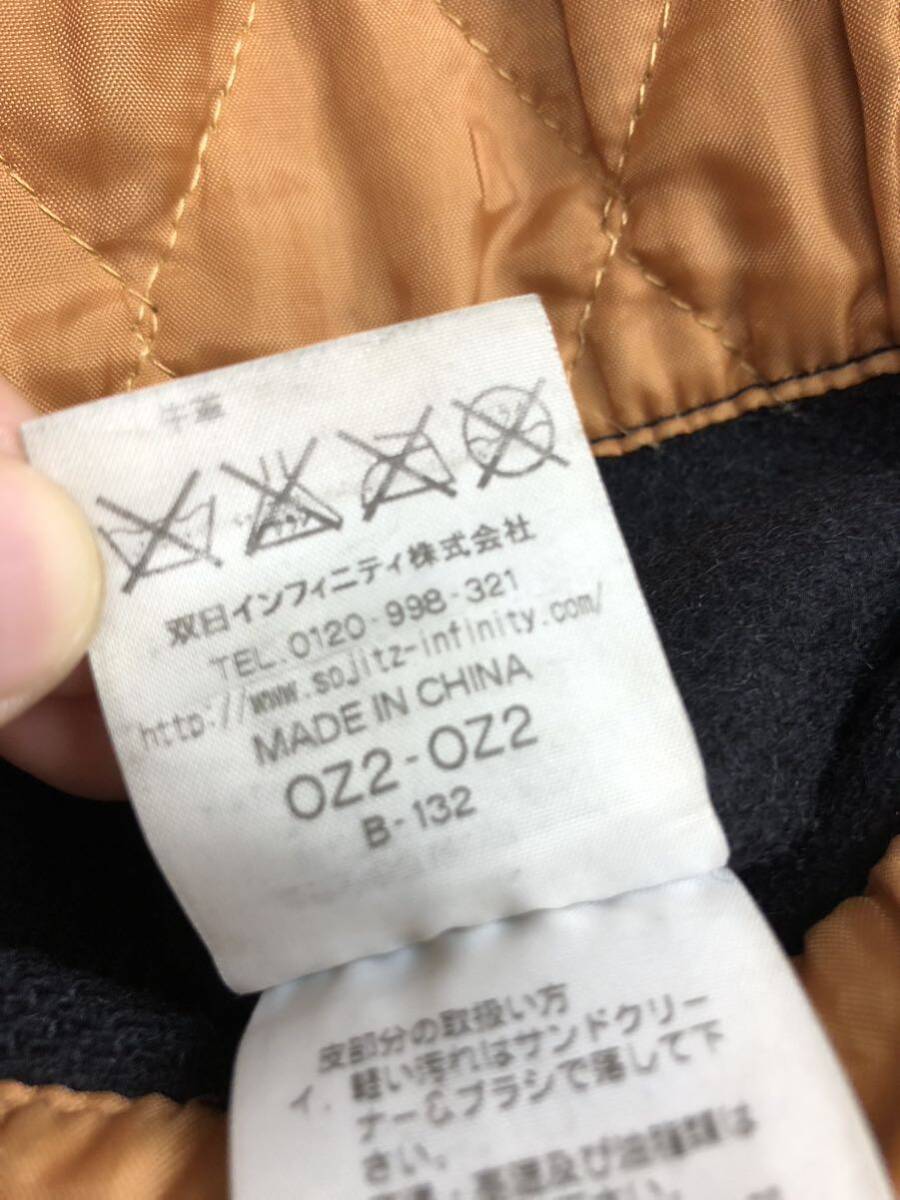 牛革
双日インフィニティ株式会社
TEL.0120-998-321
http://www.sojitz-infinity.com/
MADE IN CHINA
OZ2-OZ2
B-132
皮部分の取扱い方
イ. 軽い汚れはサンドクリー
ナー&ブラシで落して下
さい。